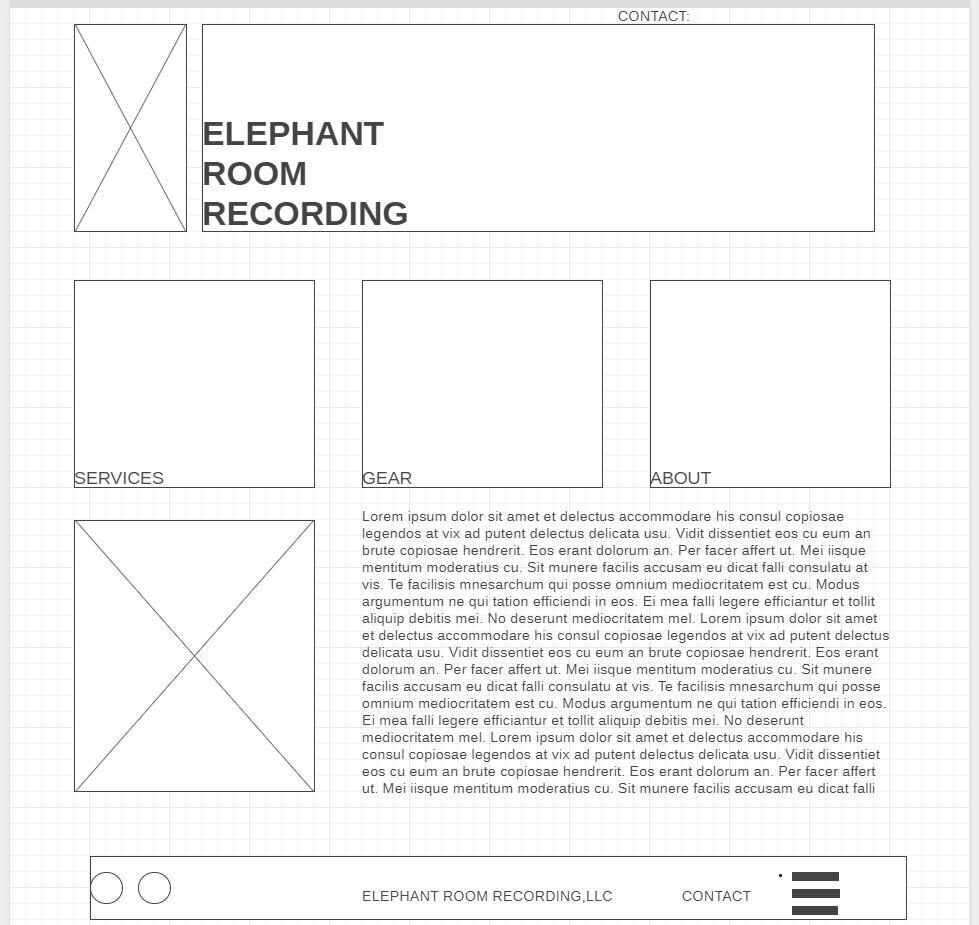 CONTACT:
ELEPHANT
ROOM
RECORDING
SERVICES
GEAR
ABOUT
Lorem ipsum dolor sit amet et delectus accommodare his consul copiosae
legendos at vix ad putent delectus delicata usu. Vidit dissentiet eos cu eum an
brute copiosae hendrerit. Eos erant dolorum an. Per facer affert ut. Mei iisque
mentitum moderatius cu. Sit munere facilis accusam eu dicat falli consulatu at
vis. Te facilisis mnesarchum qui posse omnium mediocritatem est cu. Modus
argumentum ne qui tation efficiendi in eos. Ei mea falli legere efficiantur et tollit
aliquip debitis mei. No deserunt mediocritatem mel. Lorem ipsum dolor sit amet
et delectus accommodare his consul copiosae legendos at vix ad putent delectus
delicata usu. Vidit dissentiet eos cu eum an brute copiosae hendrerit. Eos erant
dolorum an. Per facer affert ut. Mei iisque mentitum moderatius cu. Sit munere
facilis accusam eu dicat falli consulatu at vis. Te facilisis mnesarchum qui posse
omnium mediocritatem est cu. Modus argumentum ne qui tation efficiendi in eos.
Ei mea falli legere efficiantur et tollit aliquip debitis mei. No deserunt
mediocritatem mel. Lorem ipsum dolor sit amet et delectus accommodare his
consul copiosae legendos at vix ad putent delectus delicata usu. Vidit dissentiet
eos cu eum an brute copiosae hendrerit. Eos erant dolorum an. Per facer affert
ut. Mei iisque mentitum moderatius cu. Sit munere facilis accusam eu dicat falli
ELEPHANT ROOM RECORDING,LLC
CONTACT